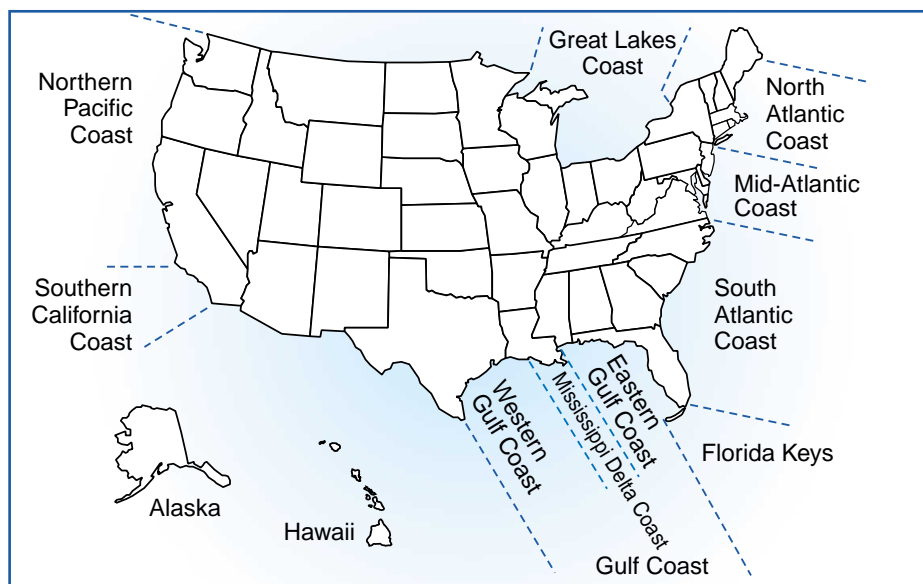 Great Lakes
Coast
Northern
Pacific
Coast
North
Atlantic
Coast
Mid-Atlantic
Coast
Southern
California
Coast
South
Atlantic
Coast
Western
Gulf Coast
Mississippi Delta Coast
Eastern
Gulf Coast
Florida Keys
Alaska
Hawaii
Gulf Coast